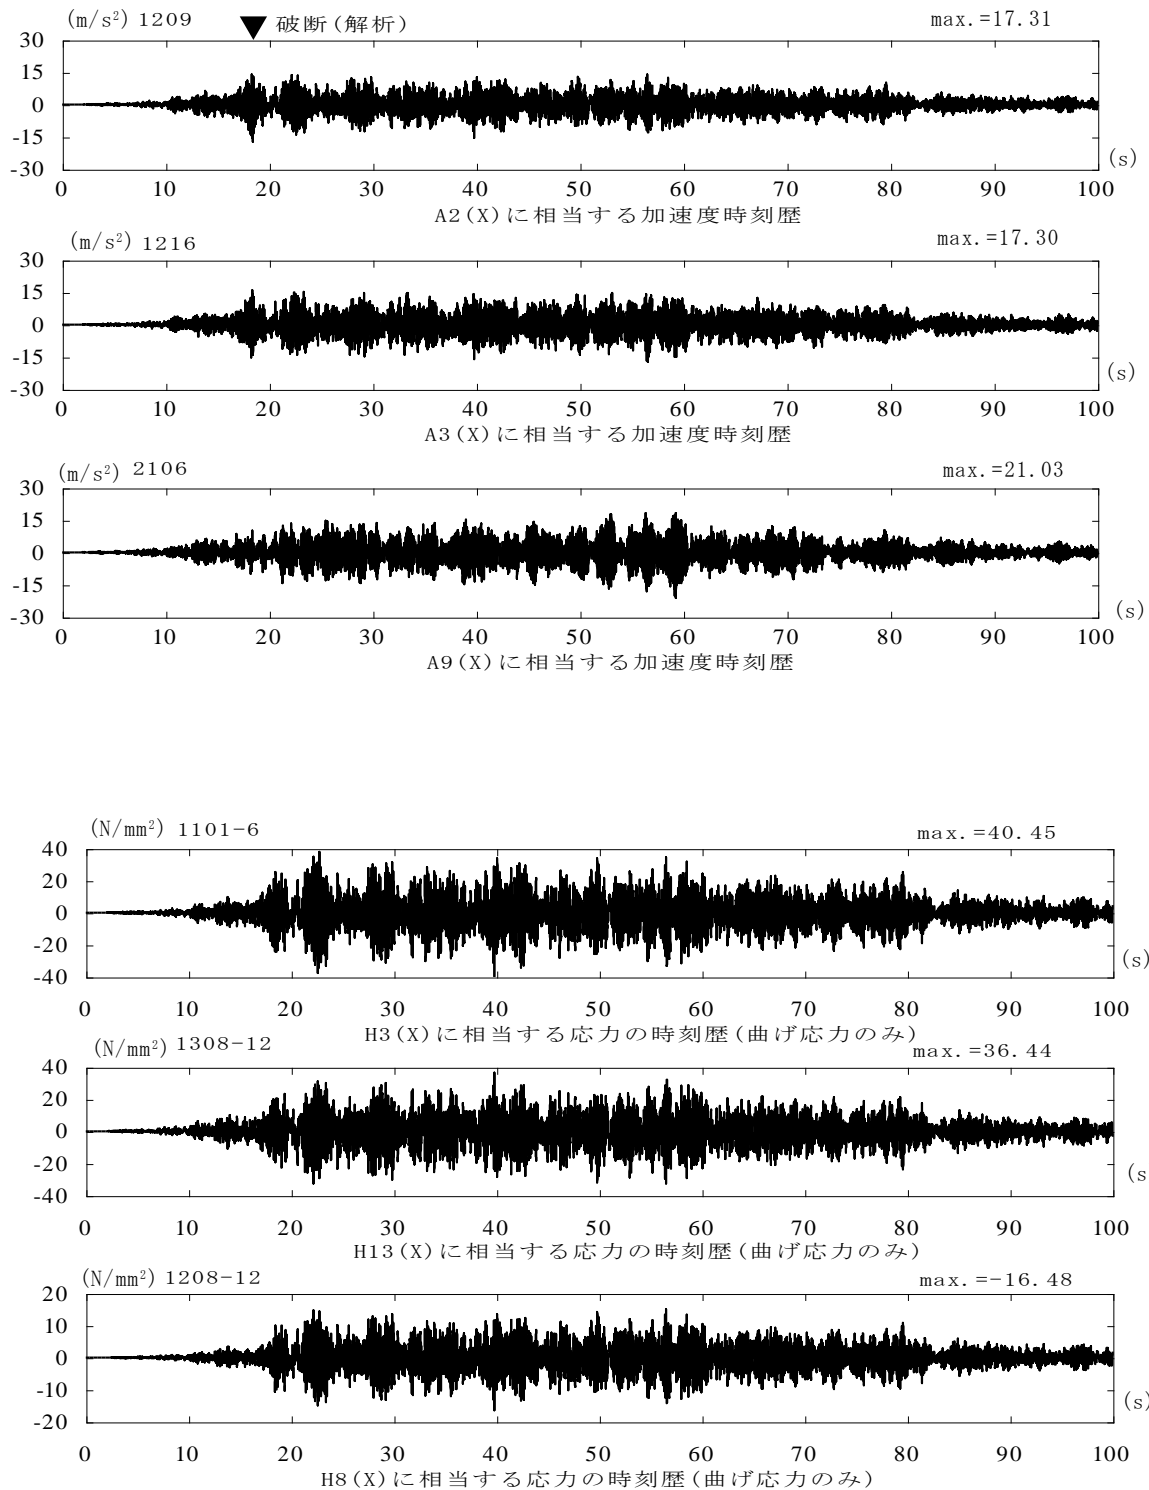 (m/s²) 1209 ▼ 破断(解析) max.=17.31
30
15
0
-15
-30
(s)
0 10 20 30 40 50 60 70 80 90 100
A2(X)に相当する加速度時刻歴
(m/s²) 1216 max.=17.30
30
15
0
-15
-30
(s)
0 10 20 30 40 50 60 70 80 90 100
A3(X)に相当する加速度時刻歴
(m/s²) 2106 max.=21.03
30
15
0
-15
-30
(s)
0 10 20 30 40 50 60 70 80 90 100
A9(X)に相当する加速度時刻歴
(N/mm²) 1101-6 max.=40.45
40
20
0
-20
-40
(s)
0 10 20 30 40 50 60 70 80 90 100
H3(X)に相当する応力の時刻歴(曲げ応力のみ)
(N/mm²) 1308-12 max.=36.44
40
20
0
-20
-40
(s
0 10 20 30 40 50 60 70 80 90 100
H13(X)に相当する応力の時刻歴(曲げ応力のみ)
(N/mm²) 1208-12 max.=-16.48
20
10
0
-10
-20
(s)
0 10 20 30 40 50 60 70 80 90 100
H8(X)に相当する応力の時刻歴(曲げ応力のみ)